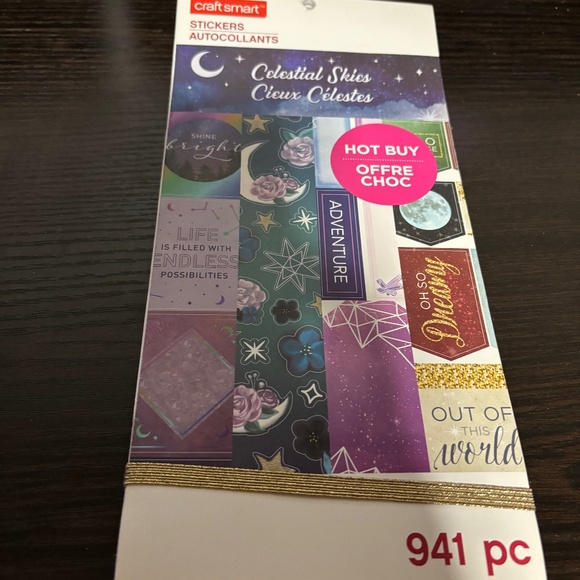 craft smart™
STICKERS
AUTOCOLLANTS
Celestial Skies
Cieux Célestes
HOT BUY
OFFRE
CHOC
SHINE
bright
LIFE
IS FILLED WITH
ENDLESS
POSSIBILITIES
ADVENTURE
OH SO
Dreamy
OUT OF
THIS
world
941 pc